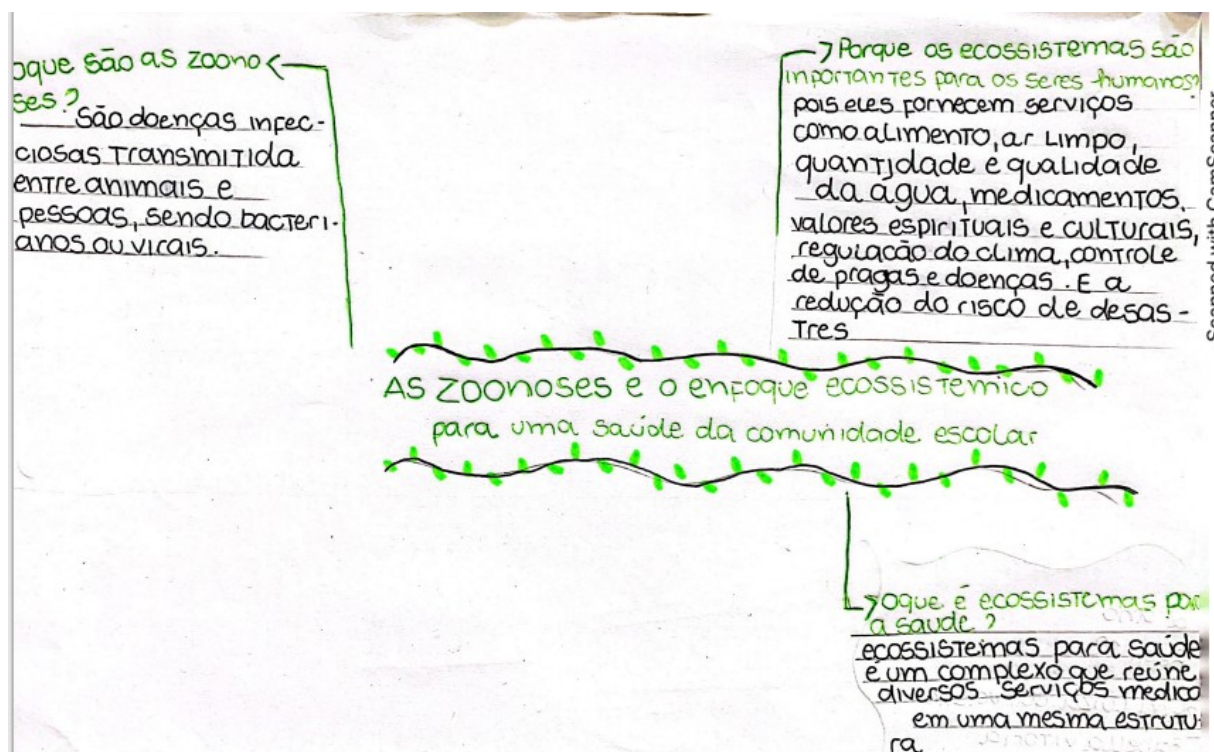 oque são as zoono
ses?
São doenças infec-
ciosas Transmitida
entre animais e
pessoas, sendo bacteri-
anos ou virais.
Porque os ecossistemas são
inportantes para os seres humanos?
pois eles fornecem serviços
como alimento, ar limpo,
quantidade e qualidade
da água, medicamentos,
valores espirituais e culturais,
regulação do clima, controle
de pragas e doenças. E a
redução do risco de desas-
Tres
AS ZOONOSES e o enfoque ecossistemico
para uma saúde da comunidade escolar
oque é ecossistemas para
a saude?
ecossistemas para saúde
é um complexo que reúne
diversos serviços medico
em uma mesma estrutu-
ra
Scanned with CamScanner